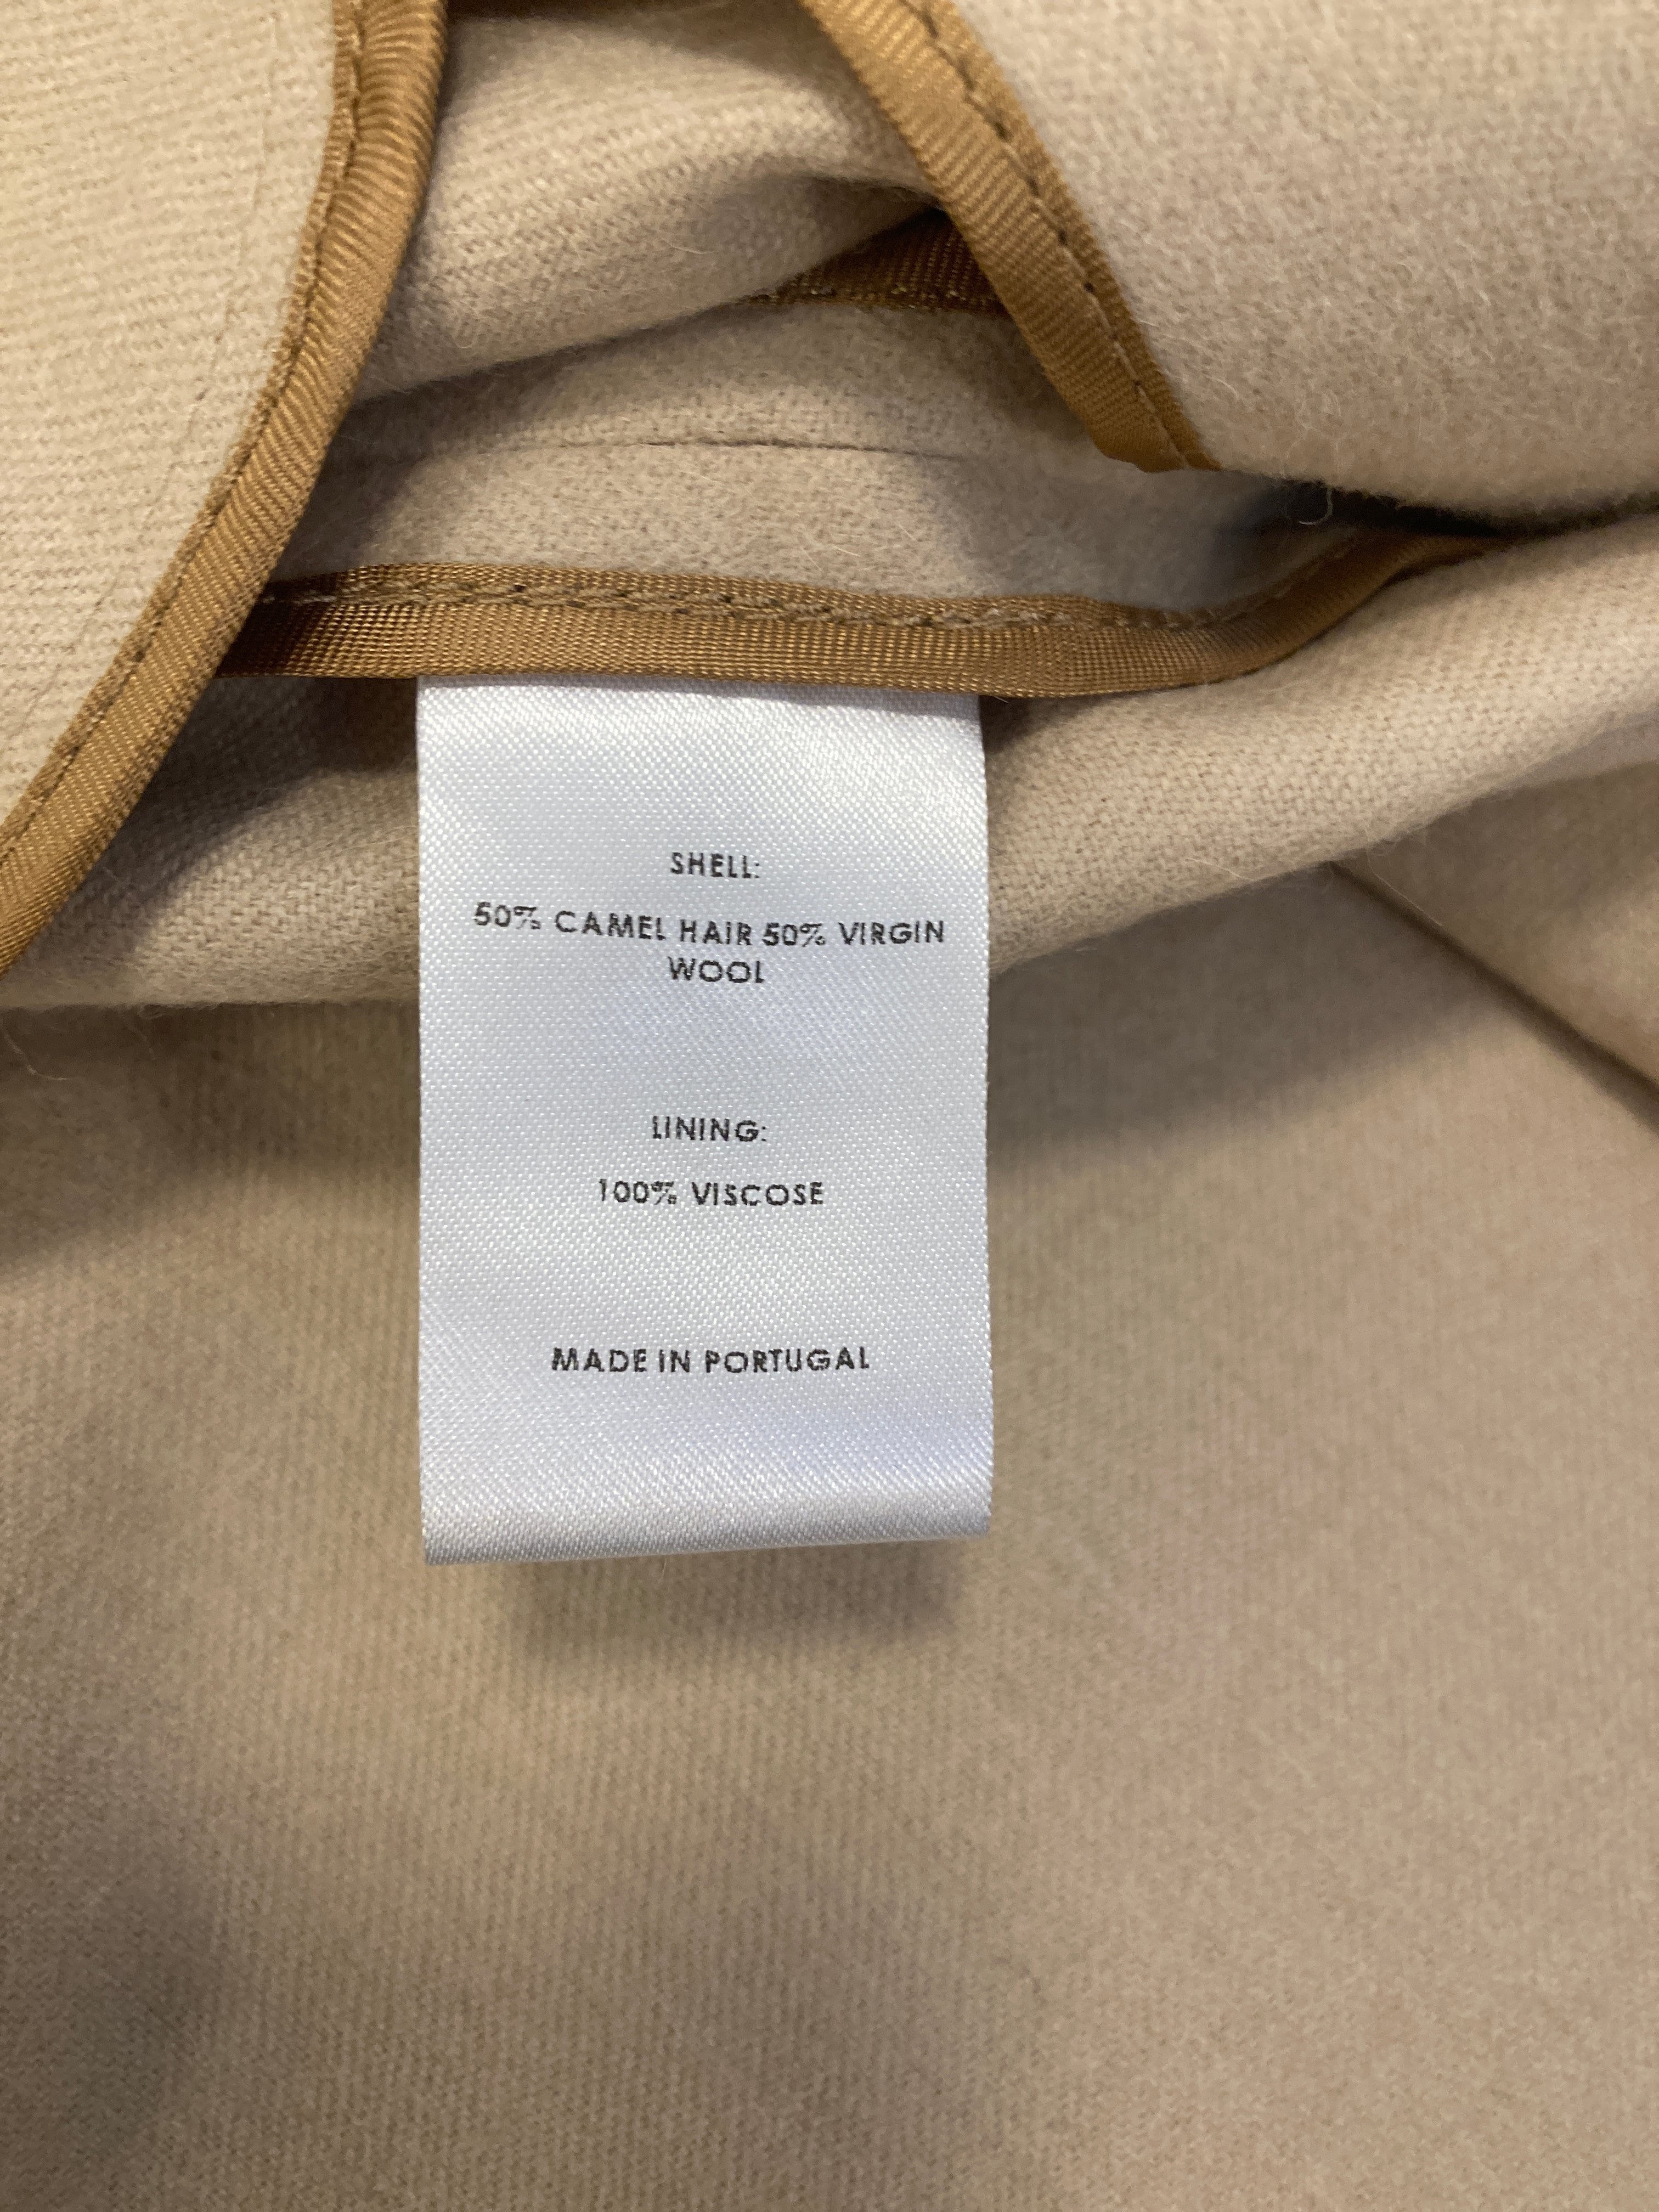 SHELL:
50% CAMEL HAIR 50% VIRGIN
WOOL
LINING:
100% VISCOSE
MADE IN PORTUGAL